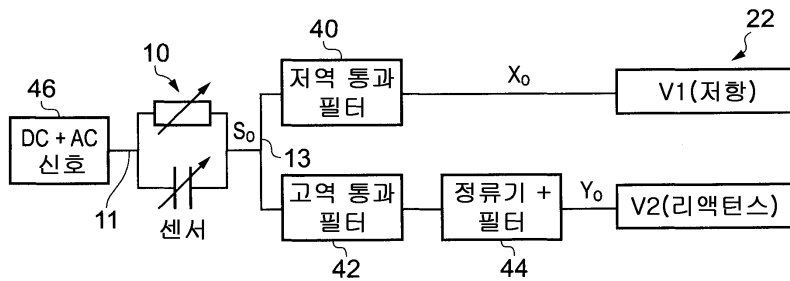 46
DC + AC
신호
11
10
센서
S₀
13
40
저역 통과
필터
X₀
22
V1(저항)
고역 통과
필터
42
정류기 +
필터
44
Y₀
V2(리액턴스)